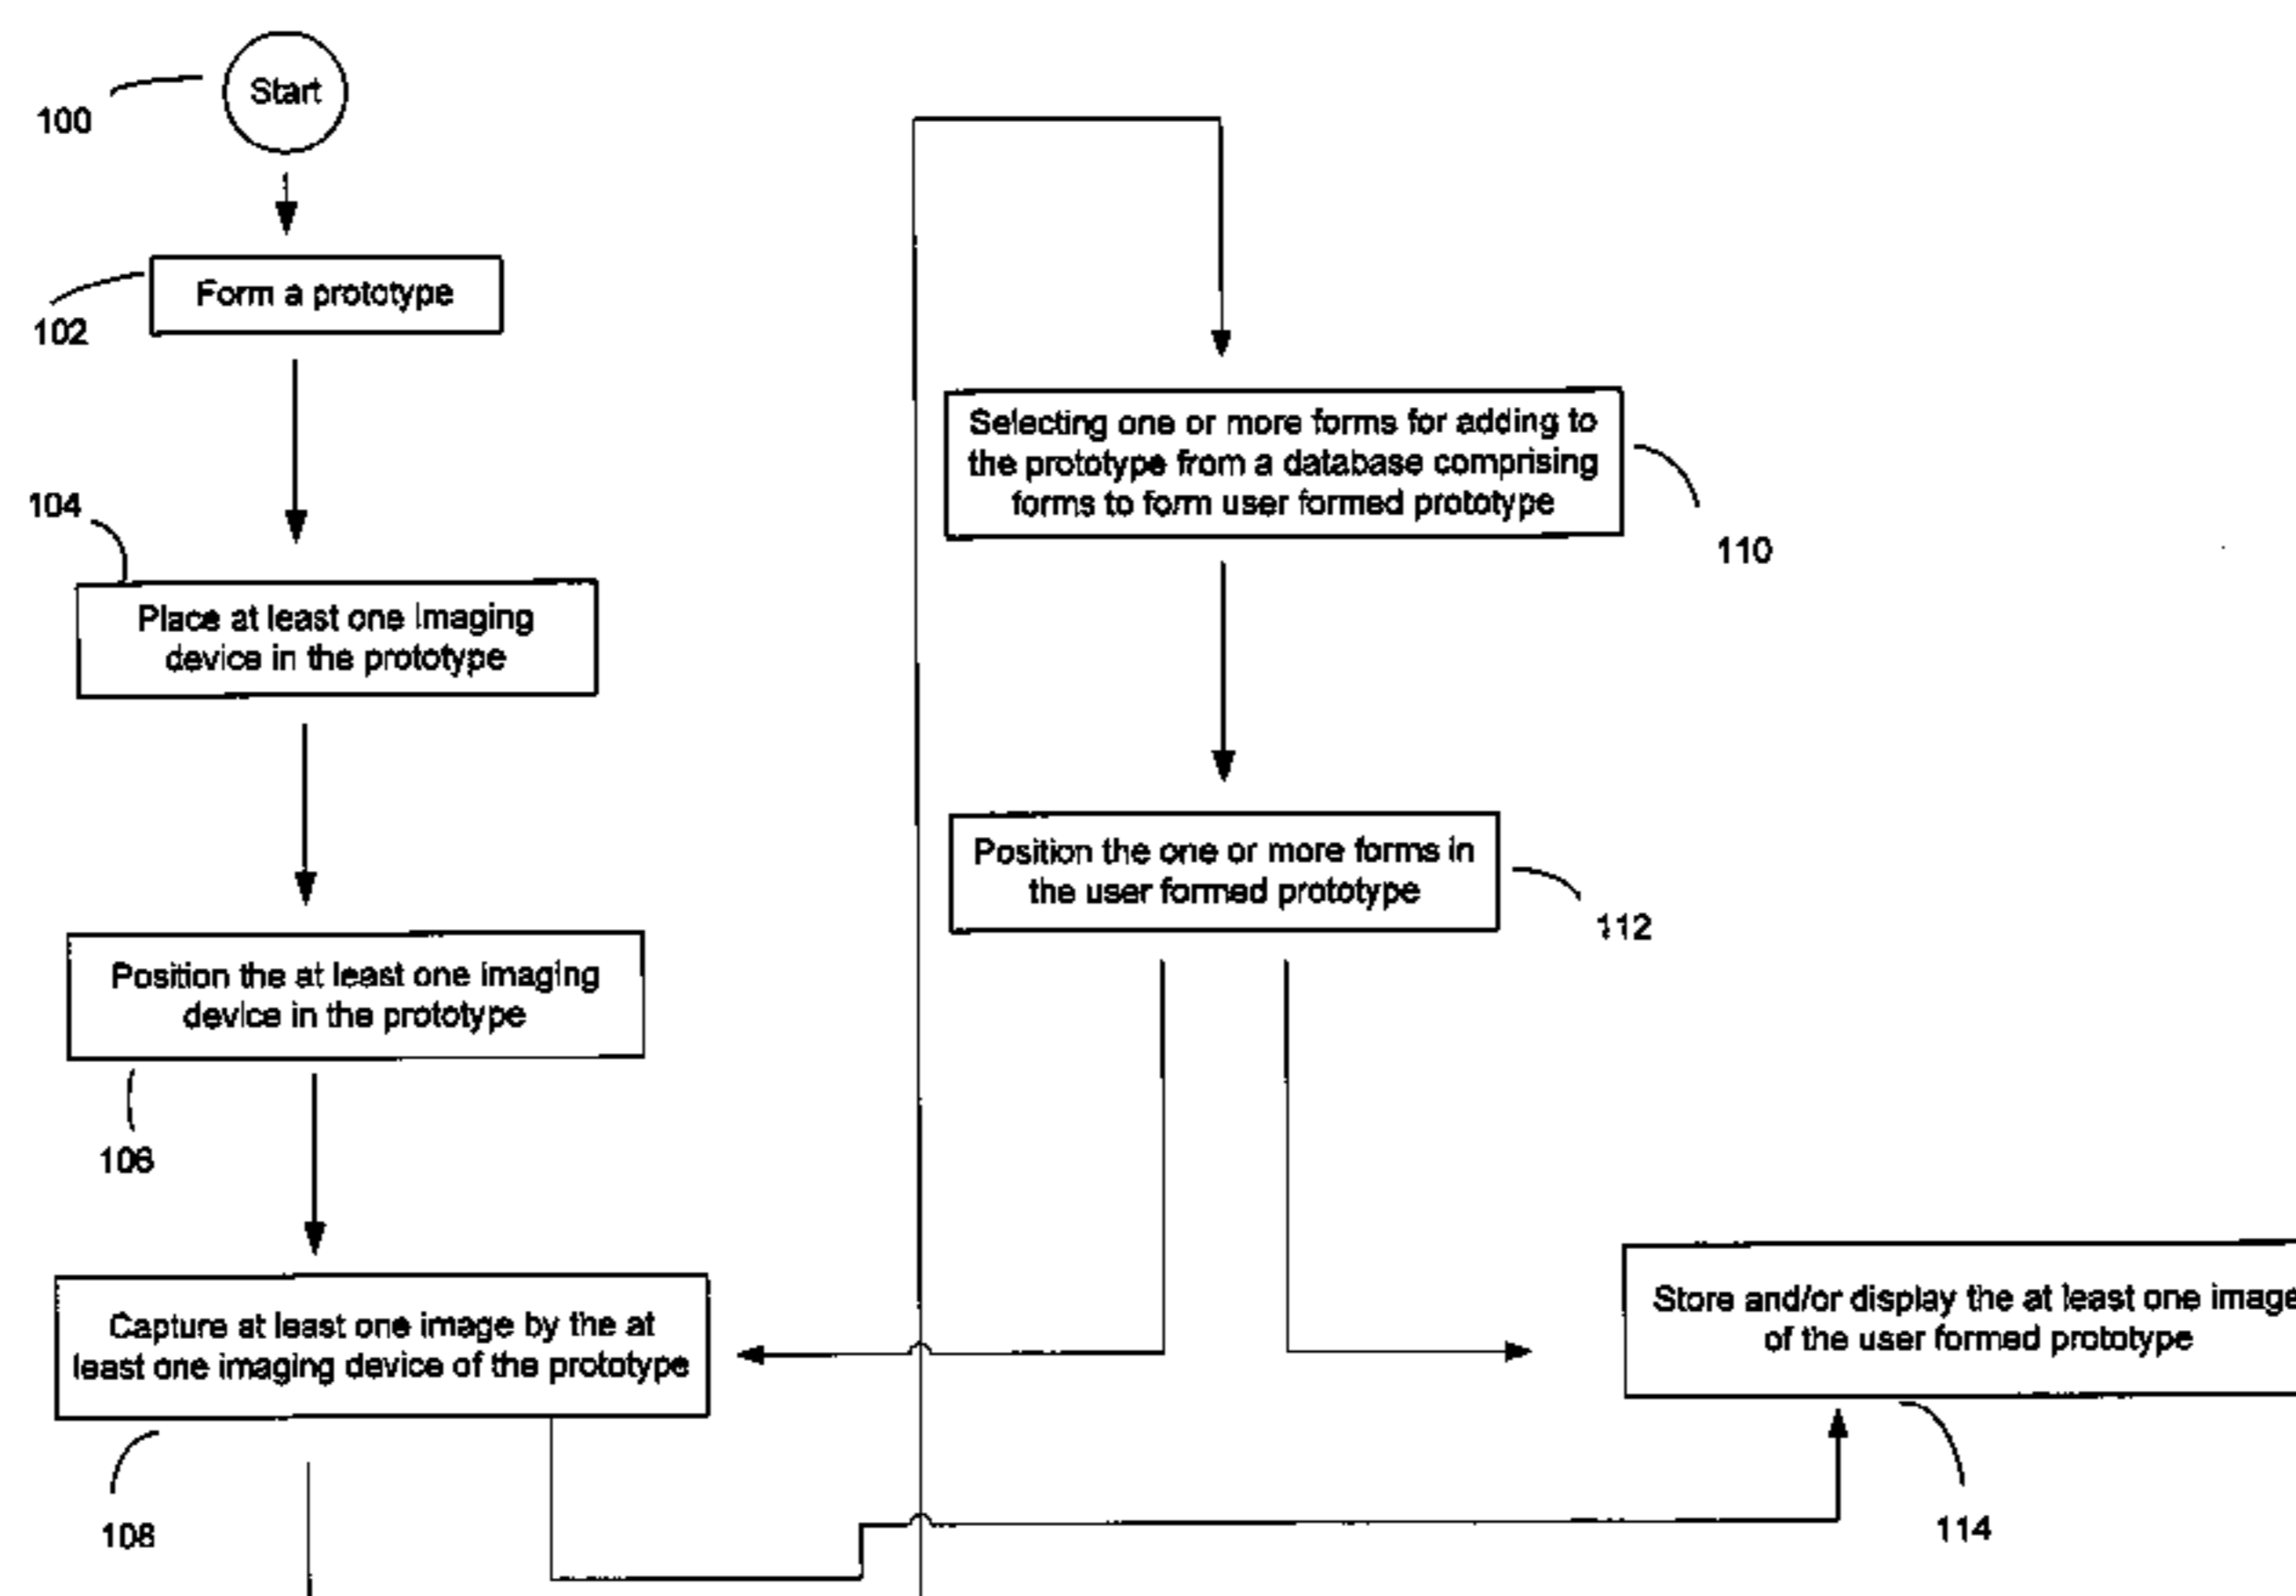 Start
100
Form a prototype
102
104
Place at least one imaging
device in the prototype
Position the at least one imaging
device in the prototype
106
Capture at least one image by the at
least one imaging device of the prototype
108
Selecting one or more forms for adding to
the prototype from a database comprising
forms to form user formed prototype
110
Position the one or more forms in
the user formed prototype
112
Store and/or display the at least one image
of the user formed prototype
114